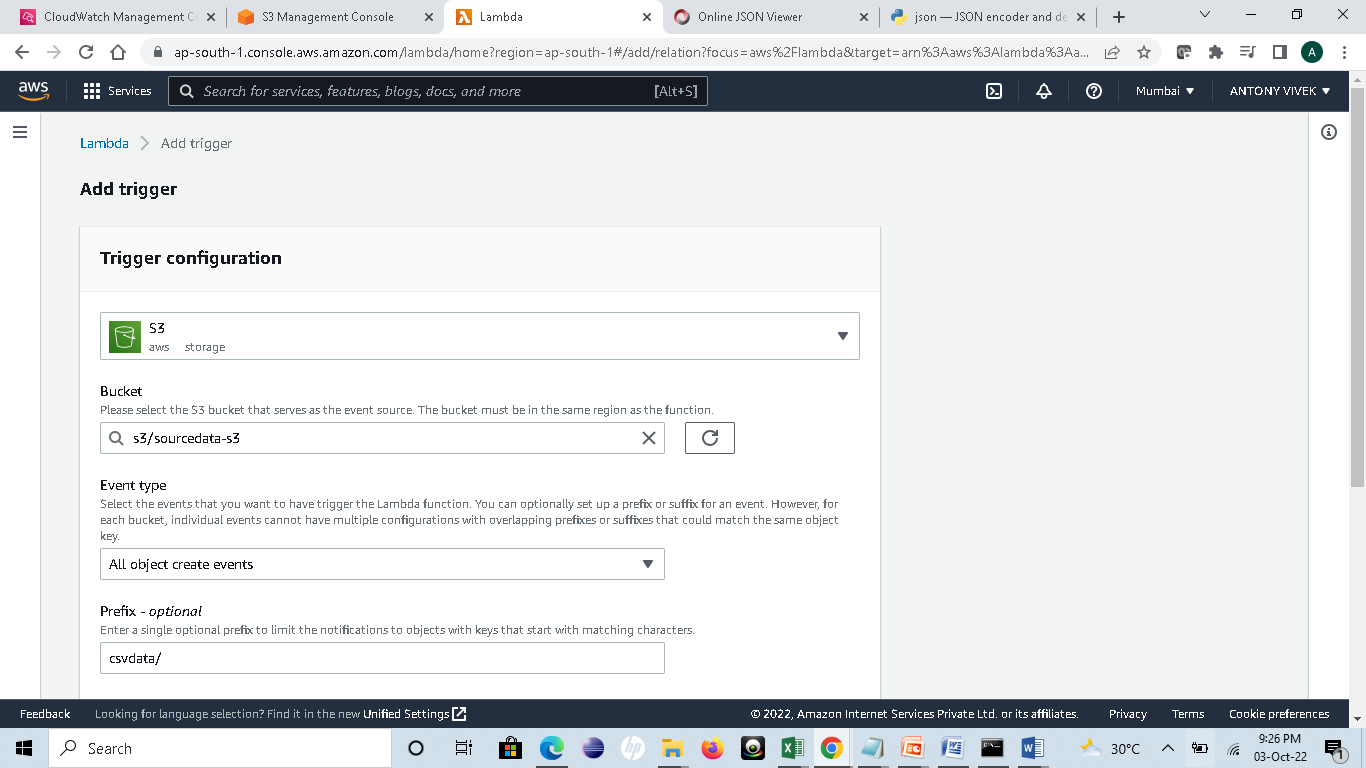 CloudWatch Management C
S3 Management Console
Lambda
Online JSON Viewer
json — JSON encoder and de
ap-south-1.console.aws.amazon.com/lambda/home?region=ap-south-1#/add/relation?focus=aws%2Flambda&target=arn%3Aaws%3Alambda%3Aa...
A
aws
Services
Search for services, features, blogs, docs, and more
[Alt+S]
Mumbai
ANTONY VIVEK
Lambda
Add trigger
Add trigger
Trigger configuration
S3
aws storage
Bucket
Please select the S3 bucket that serves as the event source. The bucket must be in the same region as the function.
s3/sourcedata-s3
Event type
Select the events that you want to have trigger the Lambda function. You can optionally set up a prefix or suffix for an event. However, for
each bucket, individual events cannot have multiple configurations with overlapping prefixes or suffixes that could match the same object
key.
All object create events
Prefix - optional
Enter a single optional prefix to limit the notifications to objects with keys that start with matching characters.
csvdata/
Feedback
Looking for language selection? Find it in the new Unified Settings
© 2022, Amazon Internet Services Private Ltd. or its affiliates.
Privacy
Terms
Cookie preferences
Search
30°C
9:26 PM
03-Oct-22
1